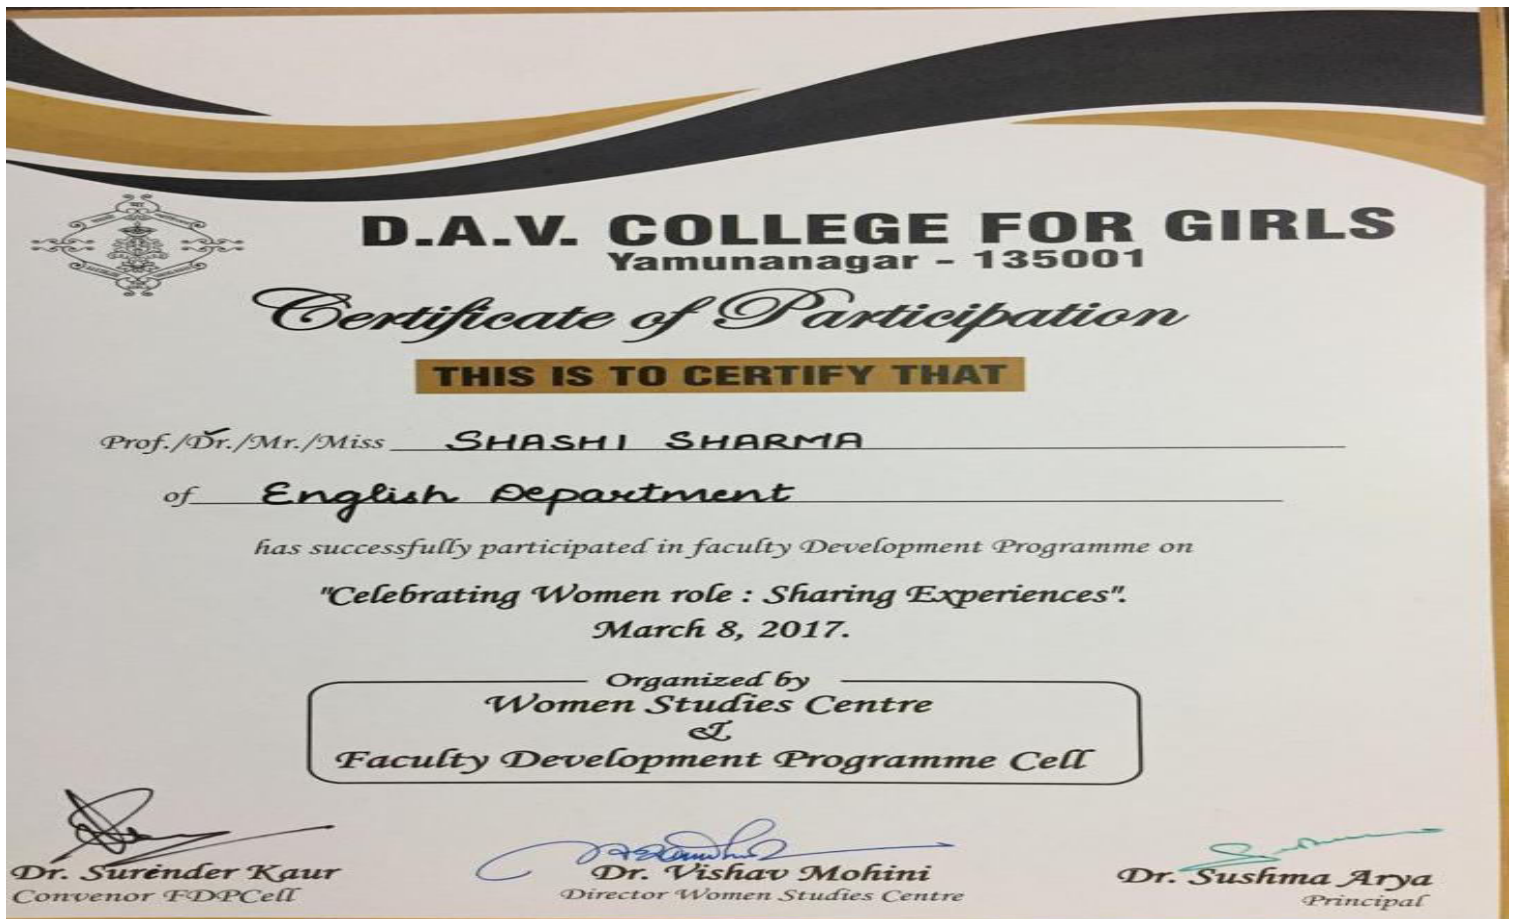 D.A.V. COLLEGE FOR GIRLS
Yamunanagar - 135001
Certificate of Participation
THIS IS TO CERTIFY THAT
Prof./Dr./Mr./Miss SHASHI SHARMA
of English Department
has successfully participated in faculty Development Programme on
"Celebrating Women role : Sharing Experiences".
March 8, 2017.
Organized by
Women Studies Centre
&
Faculty Development Programme Cell
Dr. Surender Kaur Dr. Vishav Mohini Dr. Sushma Arya
Convenor FDPCell Director Women Studies Centre Principal